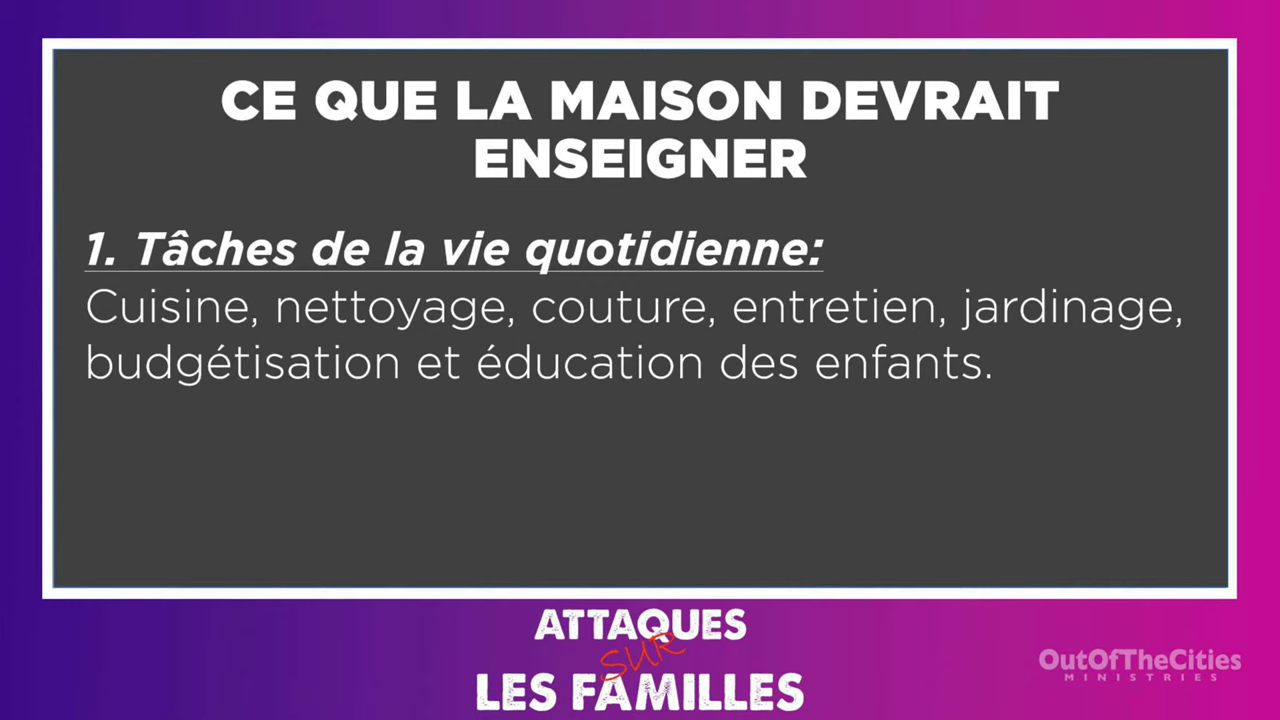 CE QUE LA MAISON DEVRAIT
ENSEIGNER
1. Tâches de la vie quotidienne:
Cuisine, nettoyage, couture, entretien, jardinage,
budgétisation et éducation des enfants.
ATTAQUES
SUR
LES FAMILLES
OutOfTheCities
MINISTRIES